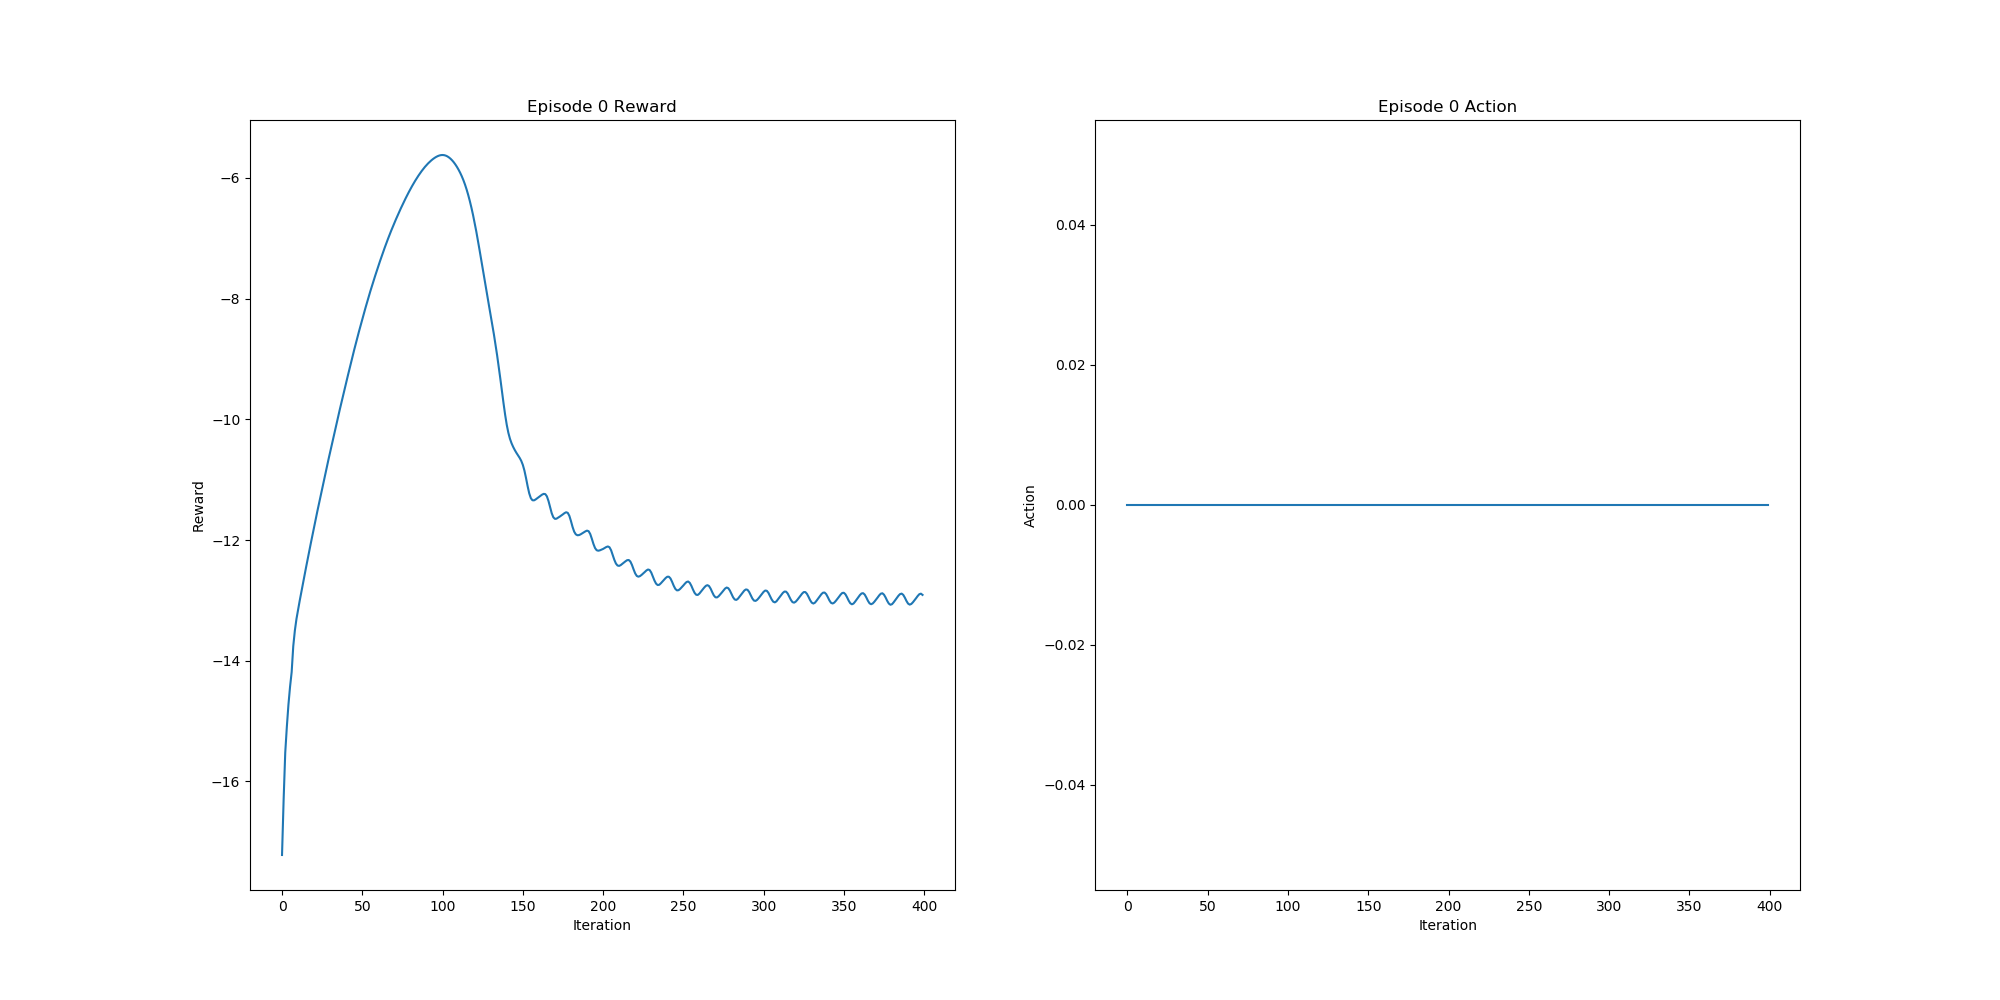 Episode 0 Reward
−6
−8
−10
−12
−14
−16
Reward
0 50 100 150 200 250 300 350 400
Iteration
Episode 0 Action
0.04
0.02
0.00
−0.02
−0.04
Action
0 50 100 150 200 250 300 350 400
Iteration